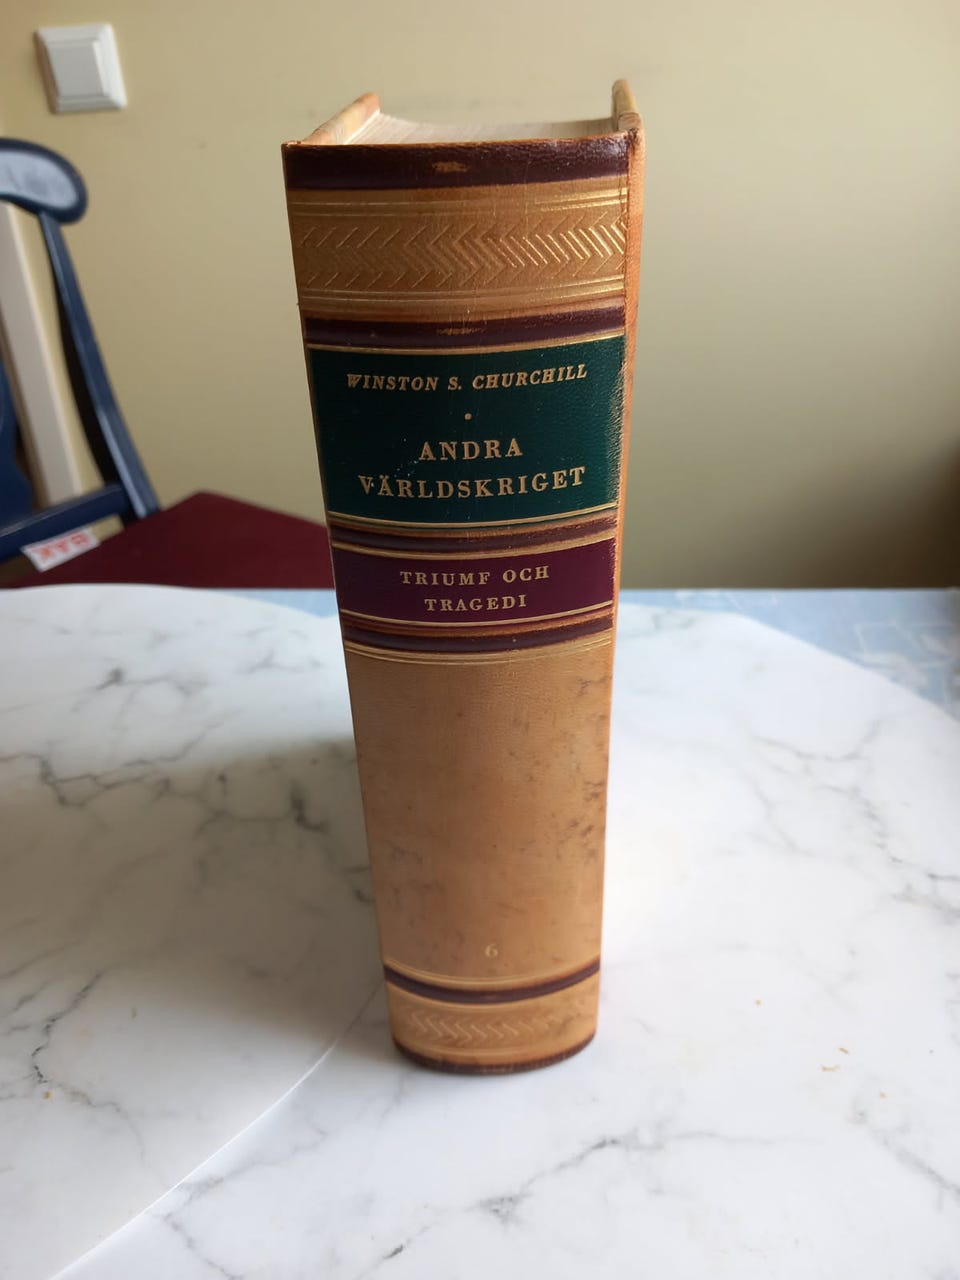 WINSTON S. CHURCHILL
ANDRA
VÄRLDSKRIGET
TRIUMF OCH
TRAGEDI
6